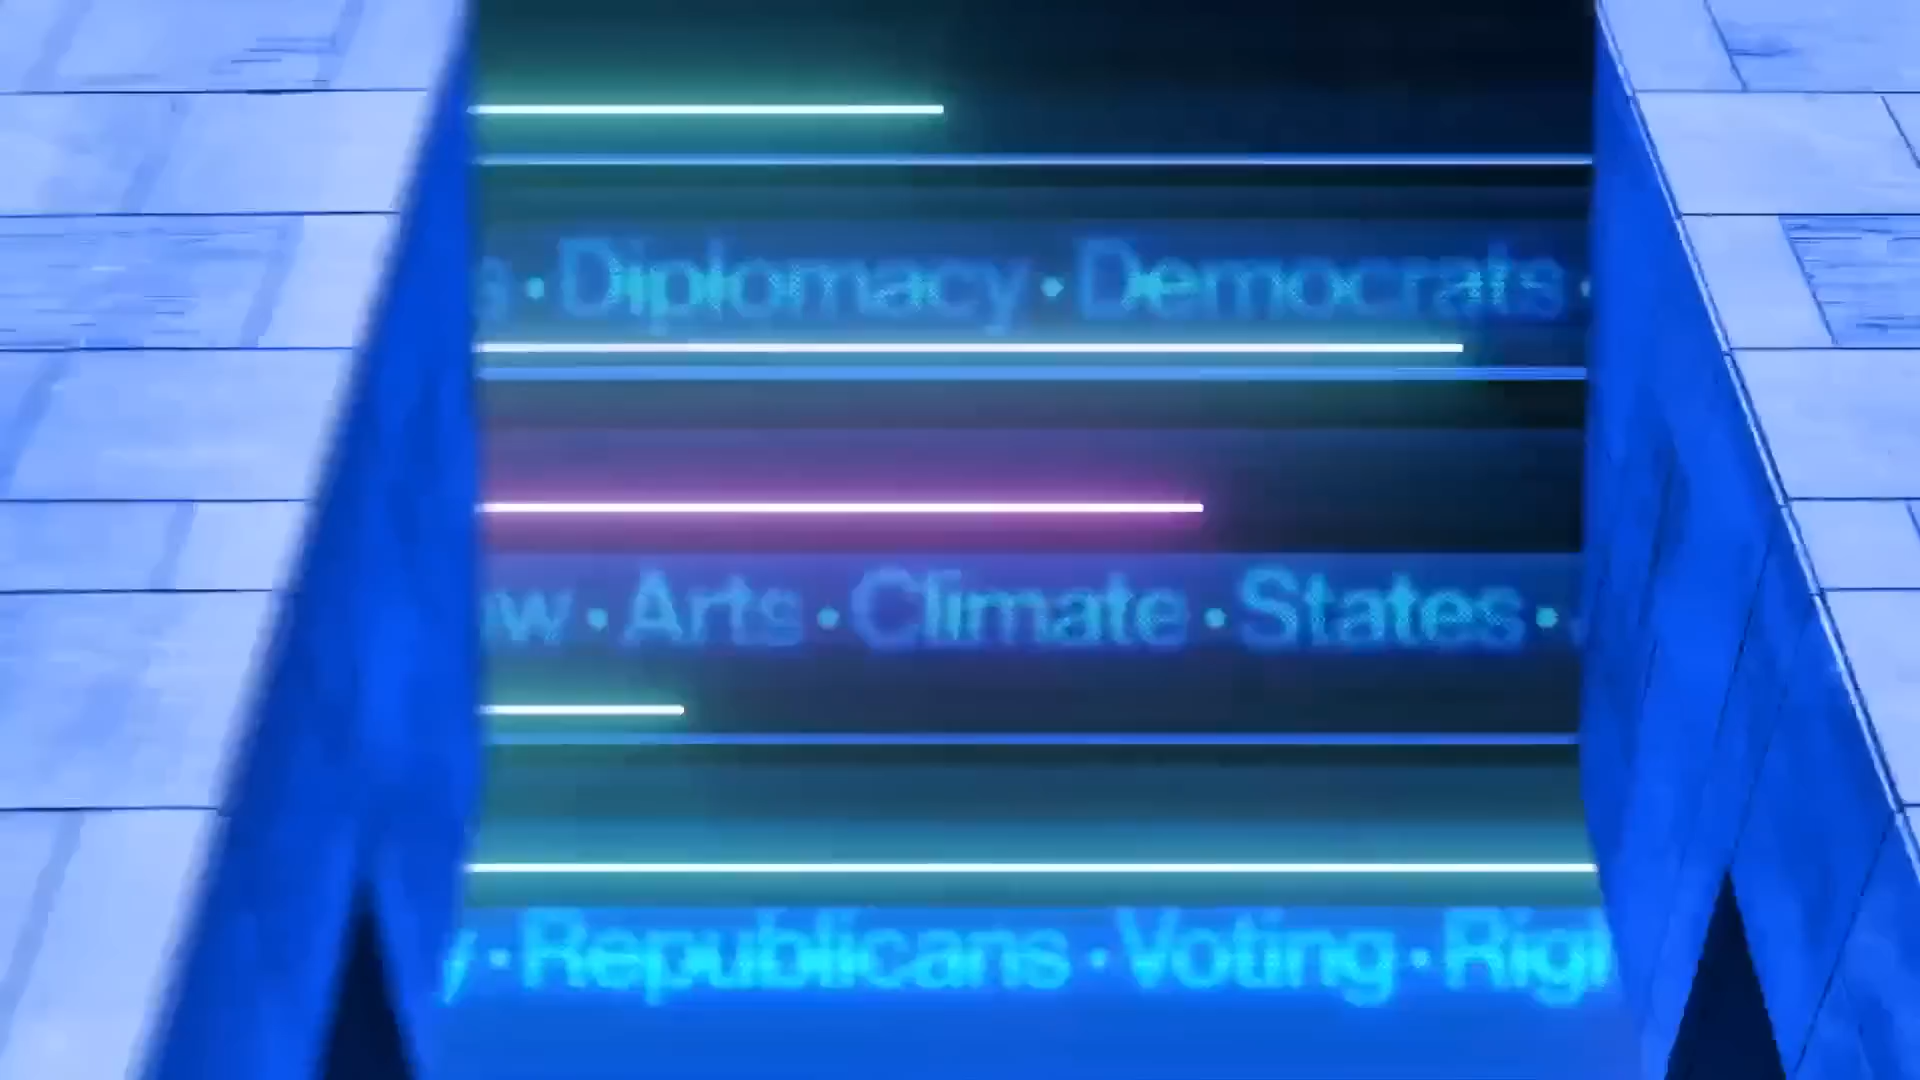 · Diplomacy · Democrats ·
· Arts · Climate · States ·
· Republicans · Voting ·